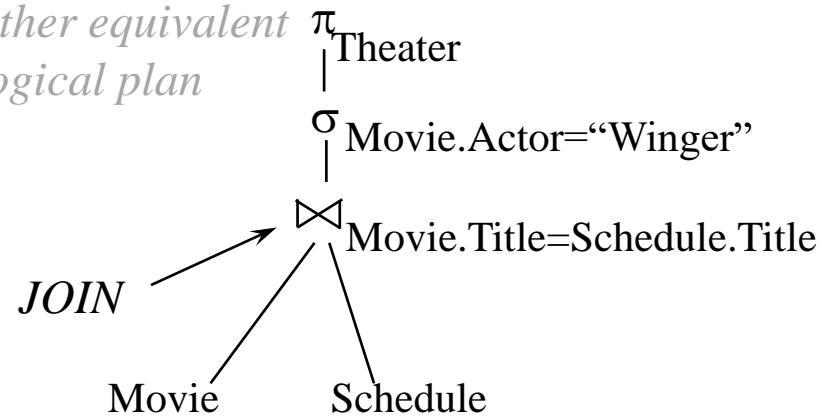 ther equivalent
ogical plan
π Theater
σ Movie.Actor=“Winger”
⋈ Movie.Title=Schedule.Title
JOIN
Movie Schedule